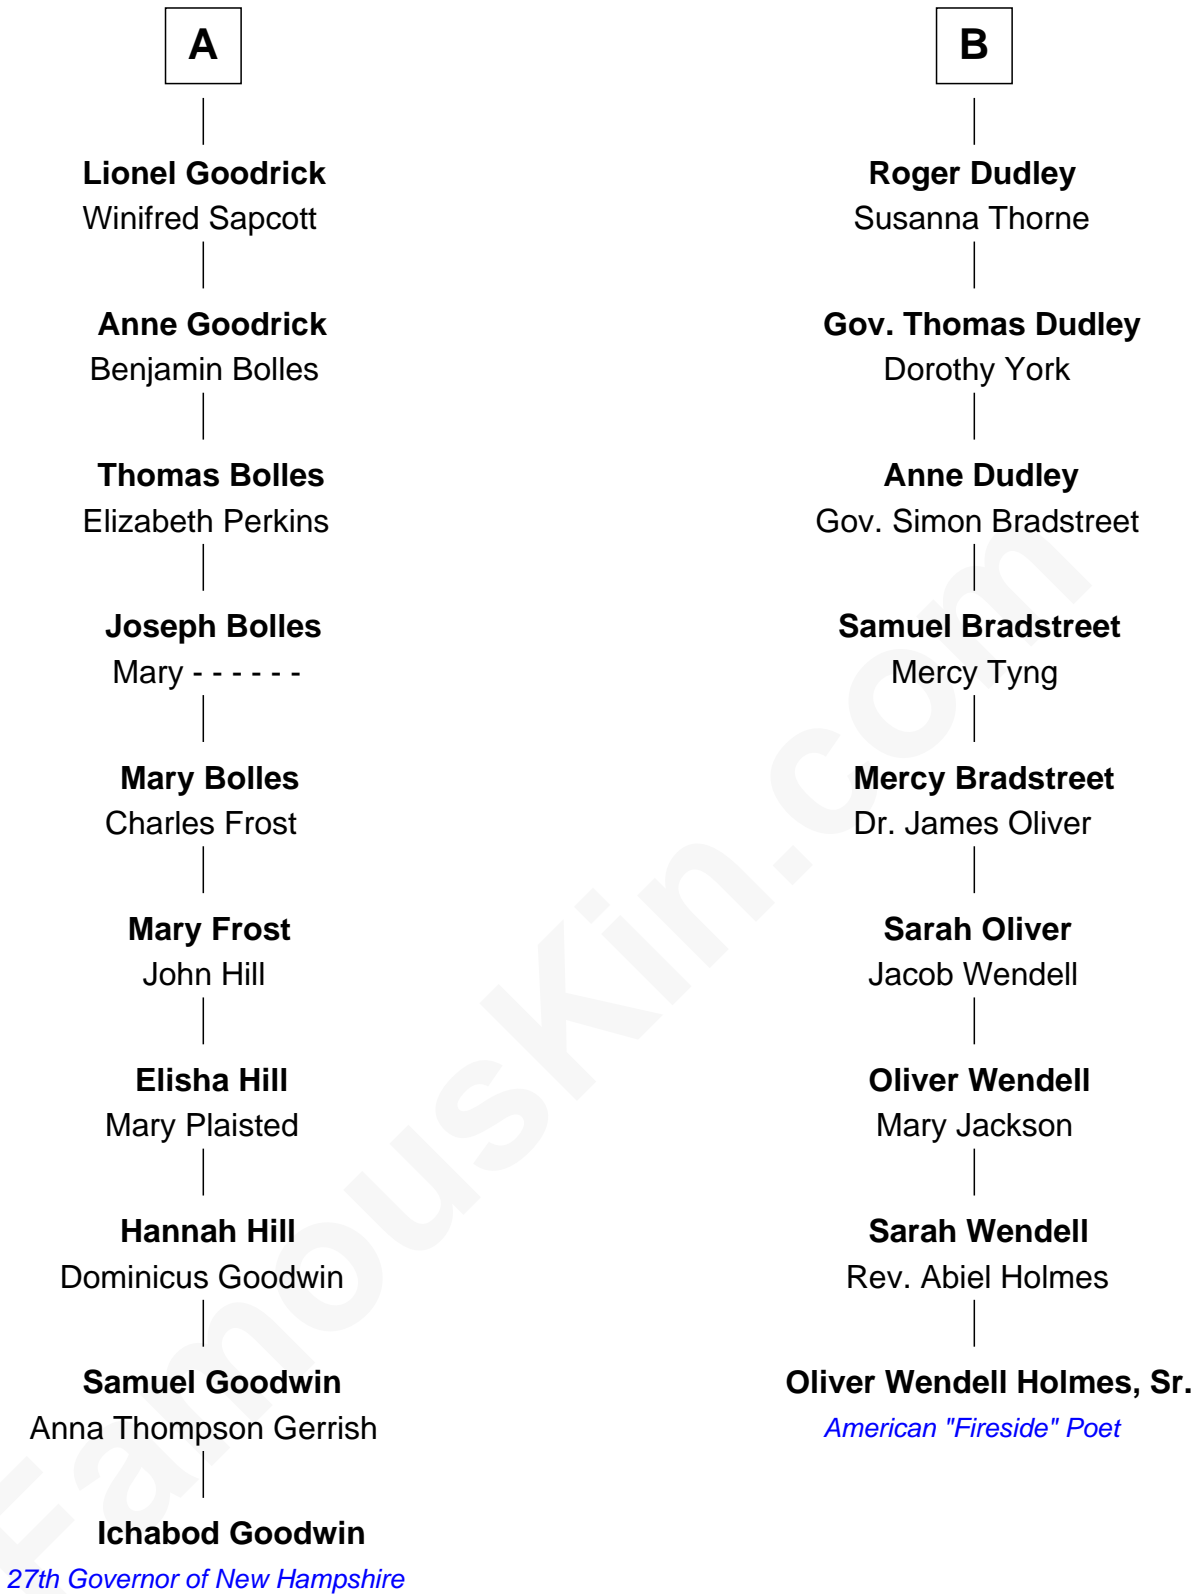 A
Lionel Goodrick
Winifred Sapcott
Anne Goodrick
Benjamin Bolles
Thomas Bolles
Elizabeth Perkins
Joseph Bolles
Mary - - - - - -
Mary Bolles
Charles Frost
Mary Frost
John Hill
Elisha Hill
Mary Plaisted
Hannah Hill
Dominicus Goodwin
Samuel Goodwin
Anna Thompson Gerrish
Ichabod Goodwin
27th Governor of New Hampshire
B
Roger Dudley
Susanna Thorne
Gov. Thomas Dudley
Dorothy York
Anne Dudley
Gov. Simon Bradstreet
Samuel Bradstreet
Mercy Tyng
Mercy Bradstreet
Dr. James Oliver
Sarah Oliver
Jacob Wendell
Oliver Wendell
Mary Jackson
Sarah Wendell
Rev. Abiel Holmes
Oliver Wendell Holmes, Sr.
American "Fireside" Poet
FamousKin.com